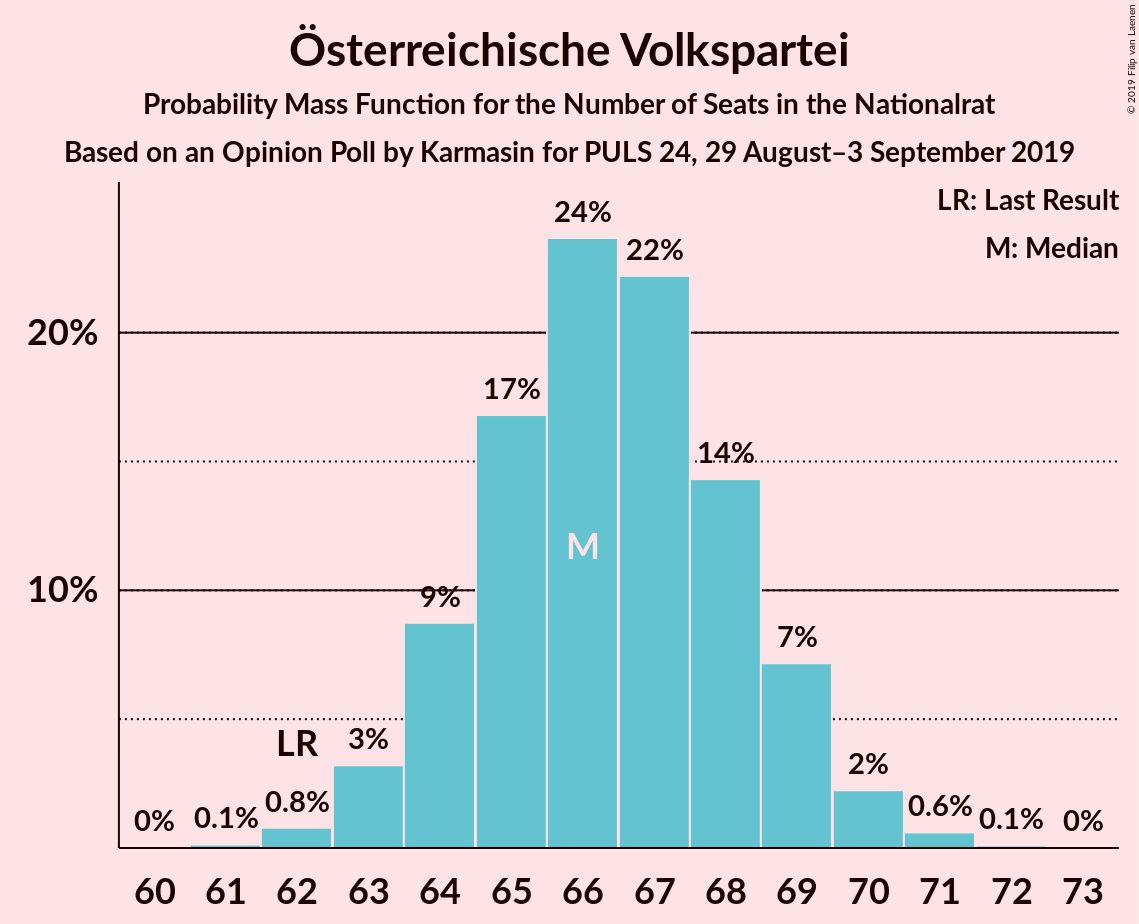 Österreichische Volkspartei
Probability Mass Function for the Number of Seats in the Nationalrat
Based on an Opinion Poll by Karmasin for PULS 24, 29 August–3 September 2019
© 2019 Filip van Laenen
LR: Last Result
M: Median
24%
22%
20%
17%
14%
M
10%
9%
7%
LR
3%
2%
0%
0.1%
0.8%
0.6%
0.1%
0%
60 61 62 63 64 65 66 67 68 69 70 71 72 73